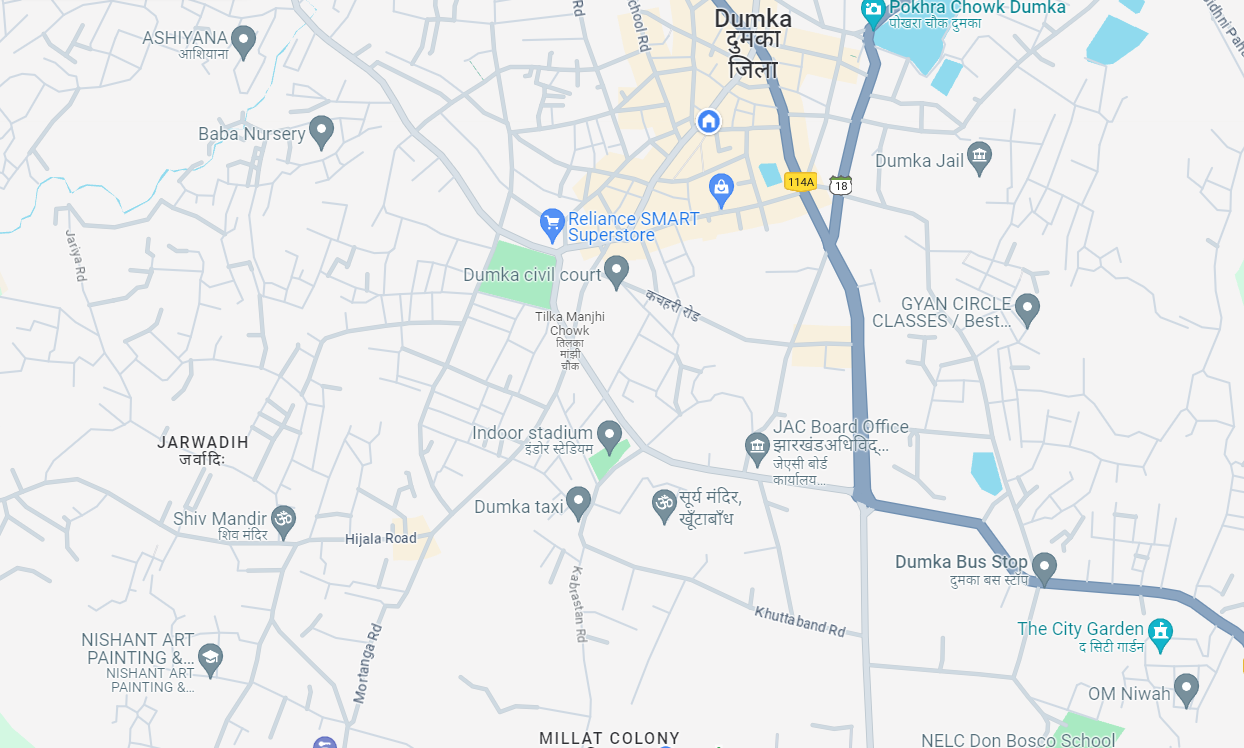 Pokhra Chowk Dumka
पोखरा चौक दुमका
Dumka
दुमका
जिला
ASHIYANA
आशियाना
Baba Nursery
Dumka Jail
114A
18
Reliance SMART
Superstore
Jariya Rd
Dumka civil court
कचहरी रोड
GYAN CIRCLE
CLASSES / Best...
Tilka Manjhi
Chowk
तिलका
मांझी
चौक
JARWADIH
जर्वादिः
Indoor stadium
इंडोर स्टेडियम
JAC Board Office
झारखंडअधिविद्...
जेएसी बोर्ड
कार्यालय...
Dumka taxi
सूर्य मंदिर,
खूँटाबाँध
Shiv Mandir
शिव मंदिर
Hijala Road
Dumka Bus Stop
दुमका बस स्टॉप
Kabrastan Rd
Khuttaband Rd
The City Garden
द सिटी गार्डन
NISHANT ART
PAINTING &...
NISHANT ART
PAINTING &...
Mortanga Rd
OM Niwah
MILLAT COLONY
NELC Don Bosco School